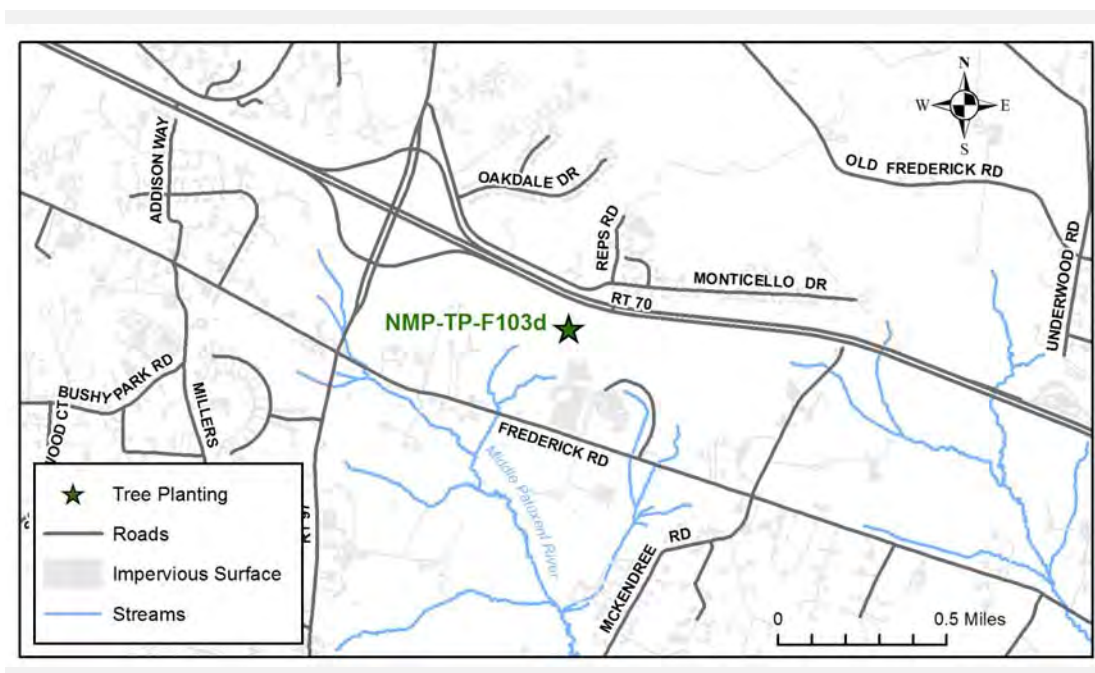 N
W E
S
ADDISON WAY
OAKDALE DR
OLD FREDERICK RD
REPS RD
MONTICELLO DR
RT 70
UNDERWOOD RD
NMP-TP-F103d
BUSHY PARK RD
MILLERS
WOOD CT
FREDERICK RD
Middle Patuxent River
RT 97
MCKENDREE RD
Tree Planting
Roads
Impervious Surface
Streams
0 0.5 Miles